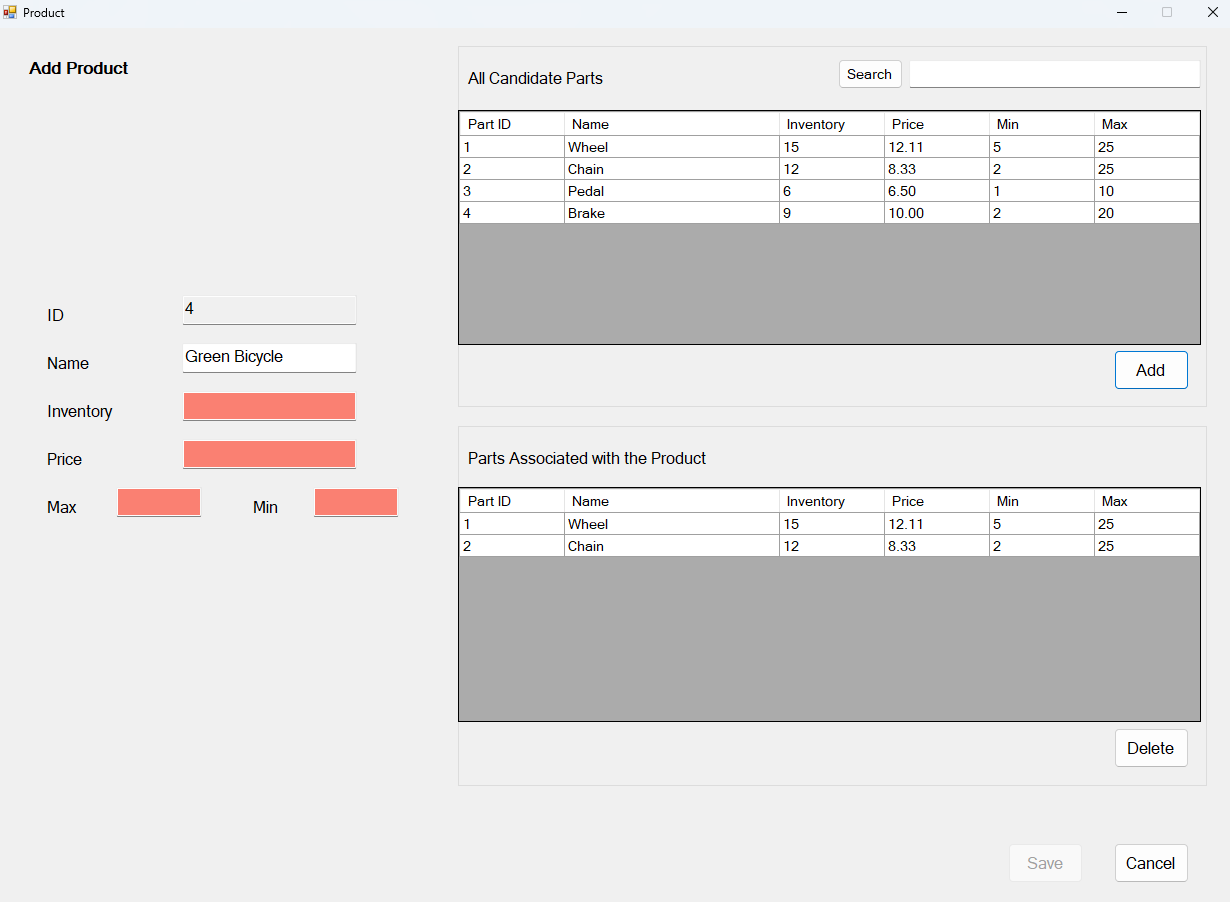 Product
Add Product
ID 4
Name Green Bicycle
Inventory
Price
Max Min
All Candidate Parts Search
Part ID Name Inventory Price Min Max
1 Wheel 15 12.11 5 25
2 Chain 12 8.33 2 25
3 Pedal 6 6.50 1 10
4 Brake 9 10.00 2 20
Add
Parts Associated with the Product
Part ID Name Inventory Price Min Max
1 Wheel 15 12.11 5 25
2 Chain 12 8.33 2 25
Delete
Save Cancel